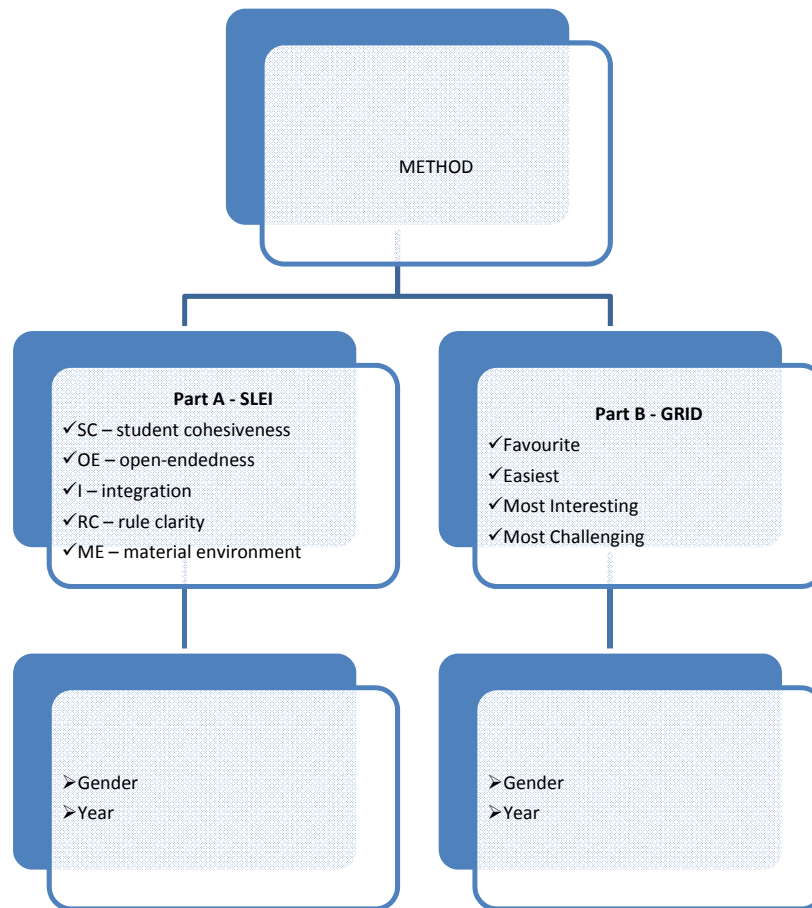 METHOD
Part A - SLEI
✓SC – student cohesiveness
✓OE – open-endedness
✓I – integration
✓RC – rule clarity
✓ME – material environment
Part B - GRID
✓Favourite
✓Easiest
✓Most Interesting
✓Most Challenging
➢Gender
➢Year
➢Gender
➢Year